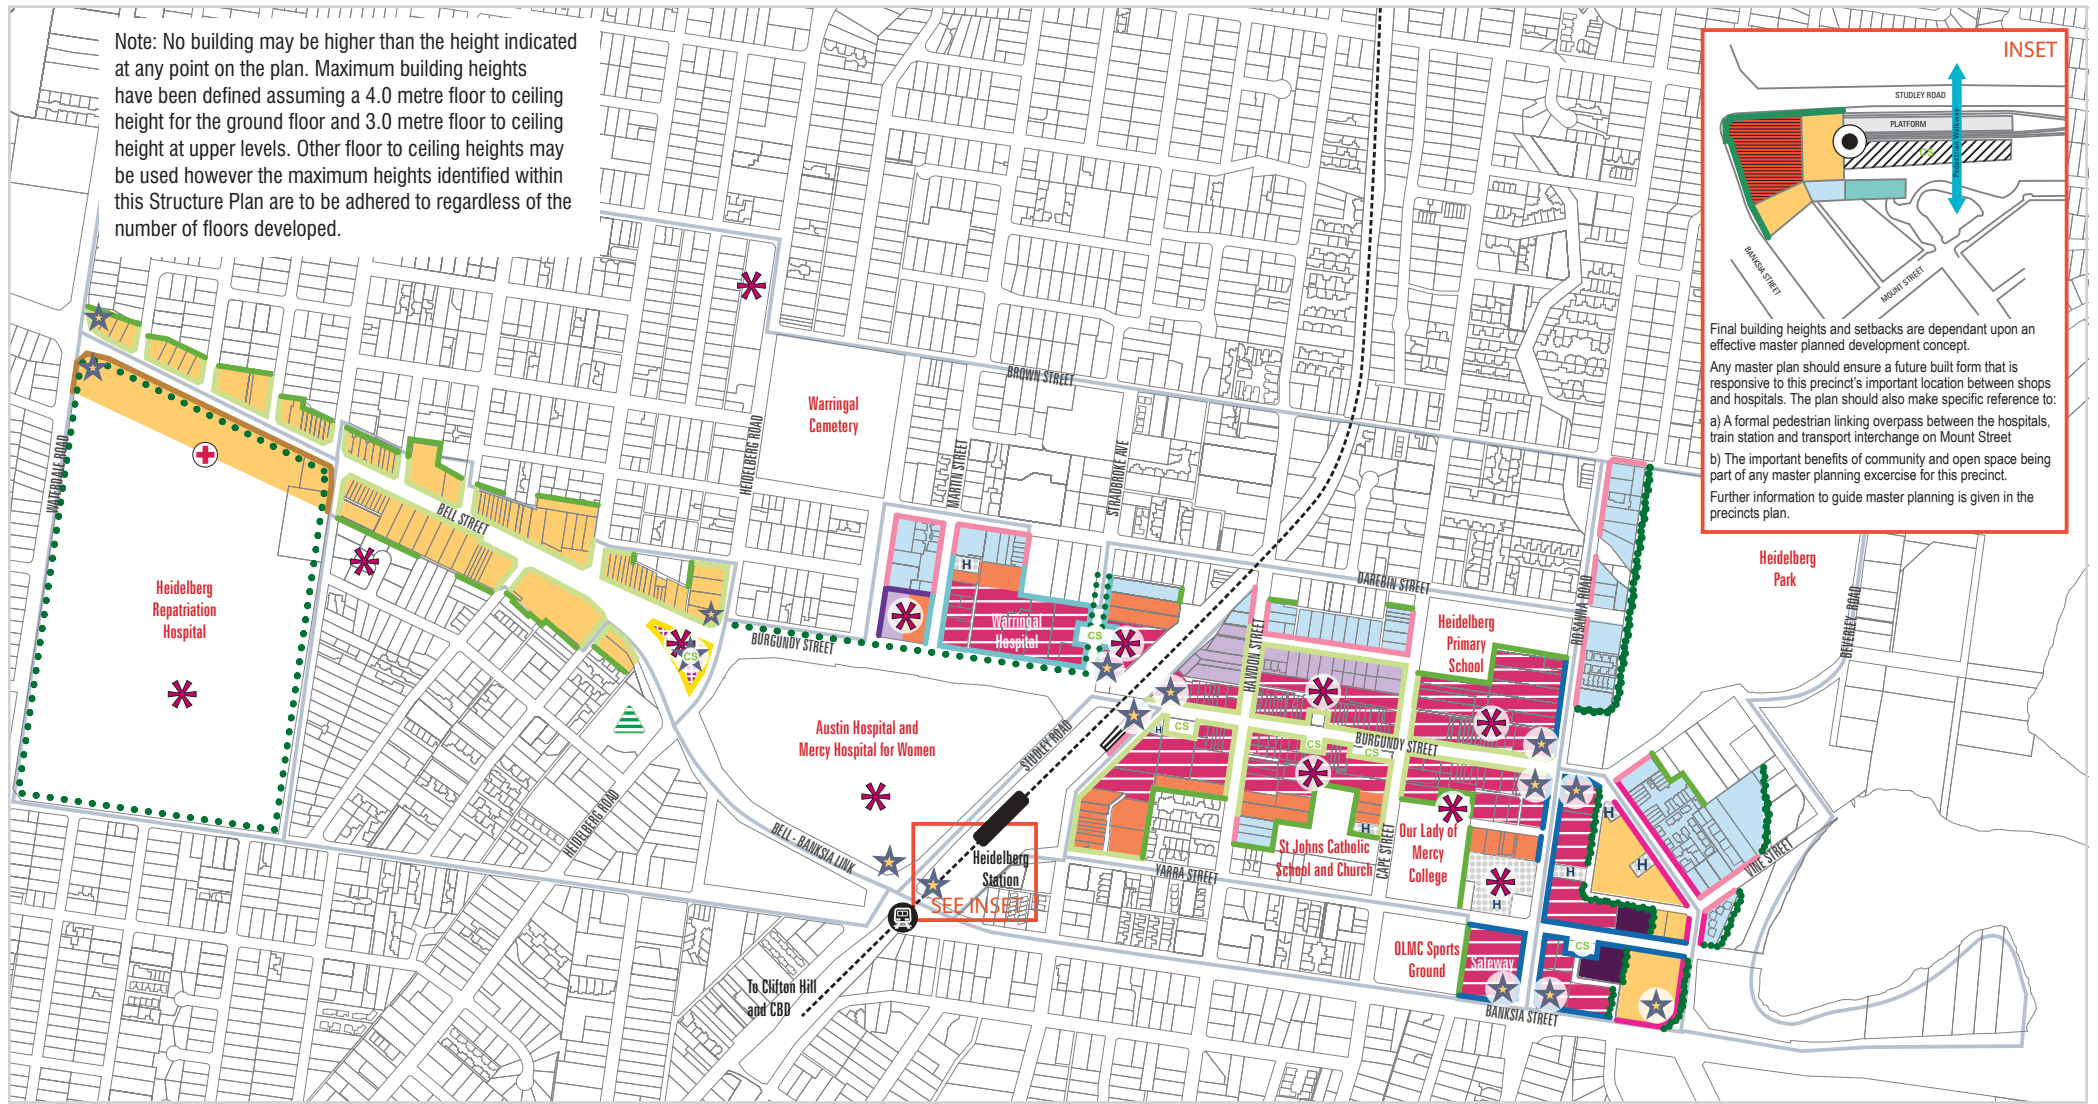 Note: No building may be higher than the height indicated
at any point on the plan. Maximum building heights
have been defined assuming a 4.0 metre floor to ceiling
height for the ground floor and 3.0 metre floor to ceiling
height at upper levels. Other floor to ceiling heights may
be used however the maximum heights identified within
this Structure Plan are to be adhered to regardless of the
number of floors developed.
INSET
STUDLEY ROAD
PLATFORM
CS
Pedestrian Walkway
BANKSIA STREET
MOUNT STREET
Final building heights and setbacks are dependant upon an
effective master planned development concept.
Any master plan should ensure a future built form that is
responsive to this precinct's important location between shops
and hospitals. The plan should also make specific reference to:
a) A formal pedestrian linking overpass between the hospitals,
train station and transport interchange on Mount Street
b) The important benefits of community and open space being
part of any master planning excercise for this precinct.
Further information to guide master planning is given in the
precincts plan.
BROWN STREET
Warringal
Cemetery
HEIDELBERG ROAD
MARTIN STREET
STRADBROKE AVE
WATERDALE ROAD
BELL STREET
Heidelberg
Repatriation
Hospital
H
Warringal
Hospital
CS
DAREBIN STREET
Heidelberg
Primary
School
ROSANNA ROAD
Heidelberg
Park
BEVERLEY ROAD
BURGUNDY STREET
CS
HAWDON STREET
Austin Hospital and
Mercy Hospital for Women
STUDLEY ROAD
H
CS
CS
BURGUNDY STREET
CS
HEIDELBERG ROAD
BELL - BANKSIA LINK
Heidelberg
Station
SEE INSET
YARRA STREET
St Johns Catholic
School and Church
H
CAPE STREET
Our Lady of
Mercy
College
H
H
H
H
VINE STREET
OLMC Sports
Ground
Safeway
CS
BANKSIA STREET
To Clifton Hill
and CBD